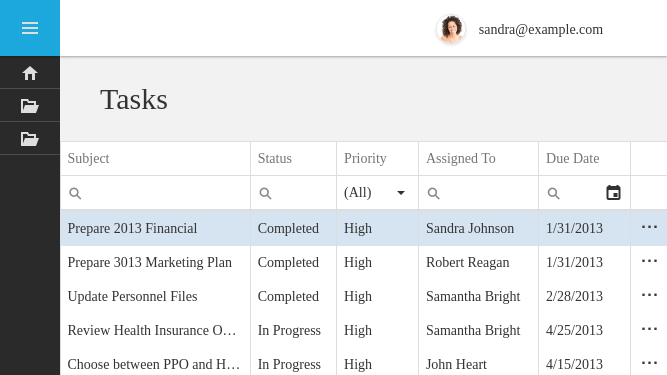 sandra@example.com
Tasks
Subject Status Priority Assigned To Due Date
(All)
Prepare 2013 Financial Completed High Sandra Johnson 1/31/2013 ...
Prepare 3013 Marketing Plan Completed High Robert Reagan 1/31/2013 ...
Update Personnel Files Completed High Samantha Bright 2/28/2013 ...
Review Health Insurance O... In Progress High Samantha Bright 4/25/2013 ...
Choose between PPO and H... In Progress High John Heart 4/15/2013 ...